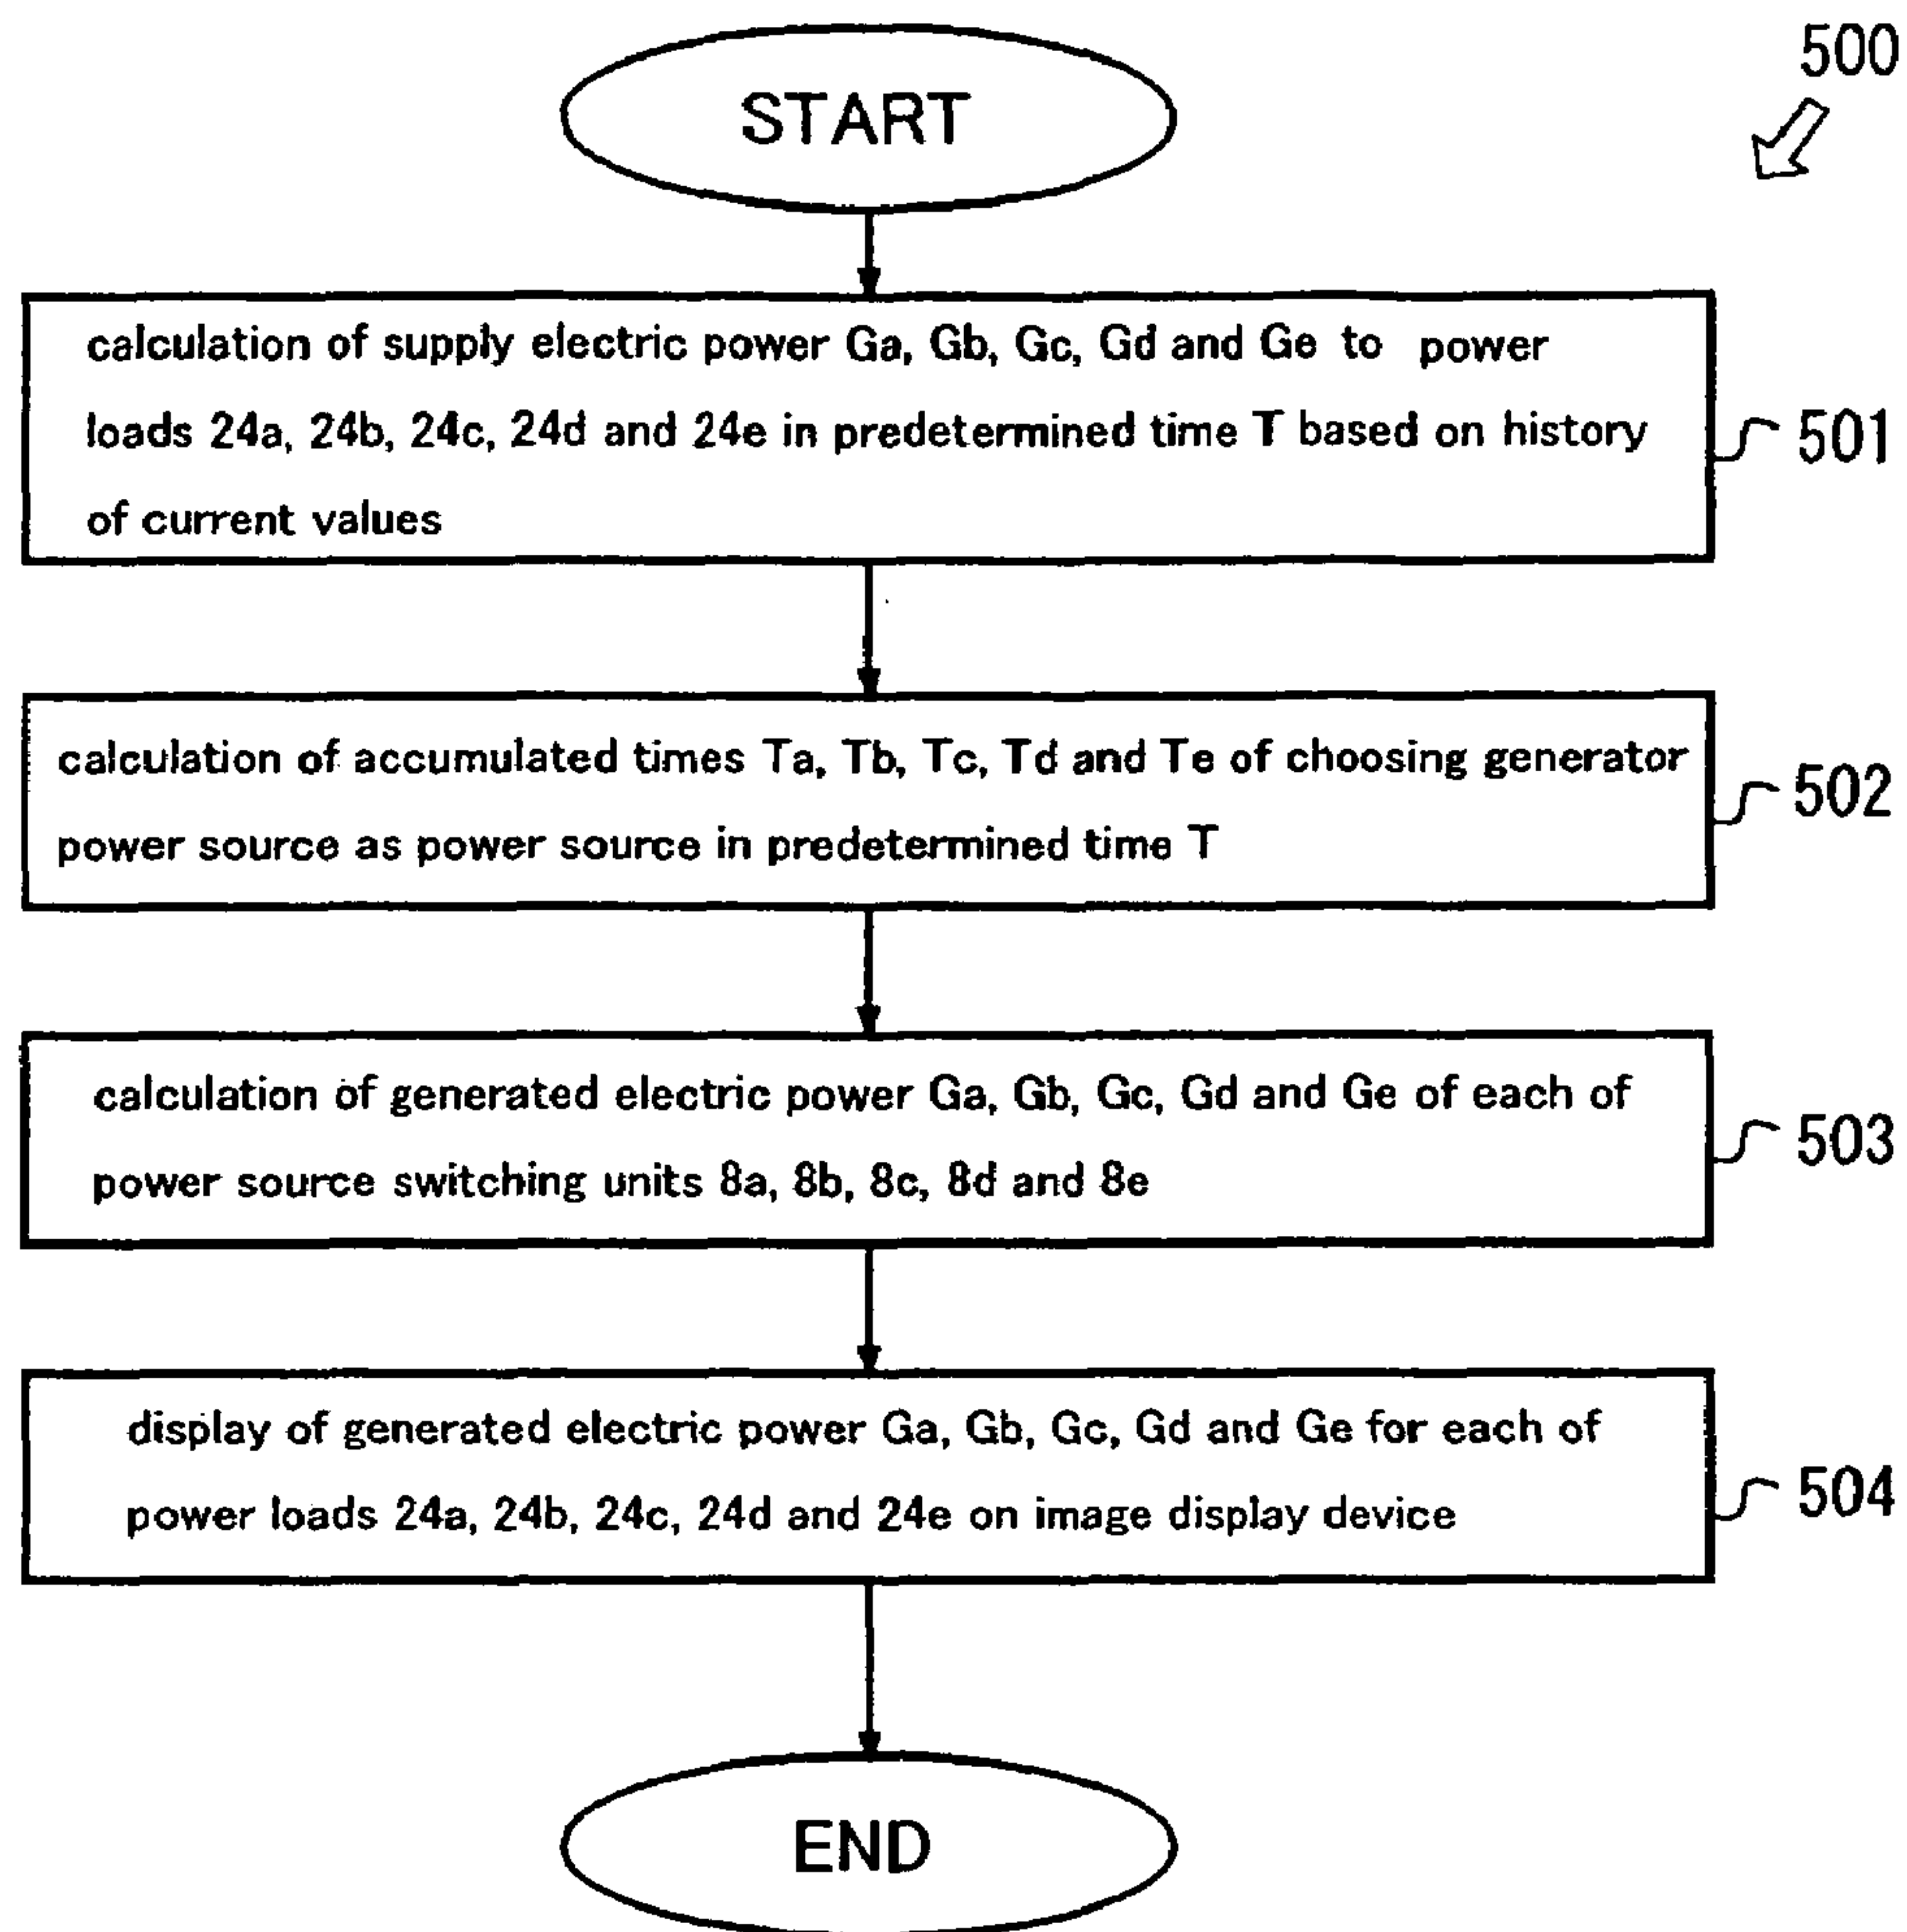 500
START
calculation of supply electric power Ga, Gb, Gc, Gd and Ge to power
loads 24a, 24b, 24c, 24d and 24e in predetermined time T based on history
of current values
501
calculation of accumulated times Ta, Tb, Tc, Td and Te of choosing generator
power source as power source in predetermined time T
502
calculation of generated electric power Ga, Gb, Gc, Gd and Ge of each of
power source switching units 8a, 8b, 8c, 8d and 8e
503
display of generated electric power Ga, Gb, Gc, Gd and Ge for each of
power loads 24a, 24b, 24c, 24d and 24e on image display device
504
END